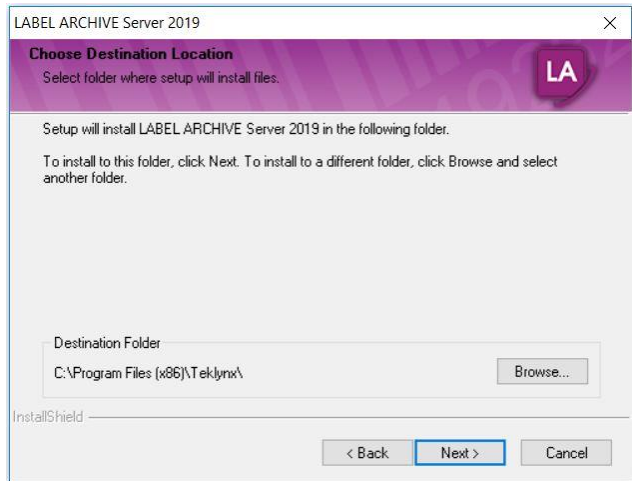 LABEL ARCHIVE Server 2019
Choose Destination Location
Select folder where setup will install files.
LA
Setup will install LABEL ARCHIVE Server 2019 in the following folder.
To install to this folder, click Next. To install to a different folder, click Browse and select
another folder.
Destination Folder
C:\Program Files (x86)\Teklynx\
Browse...
InstallShield
< Back
Next >
Cancel